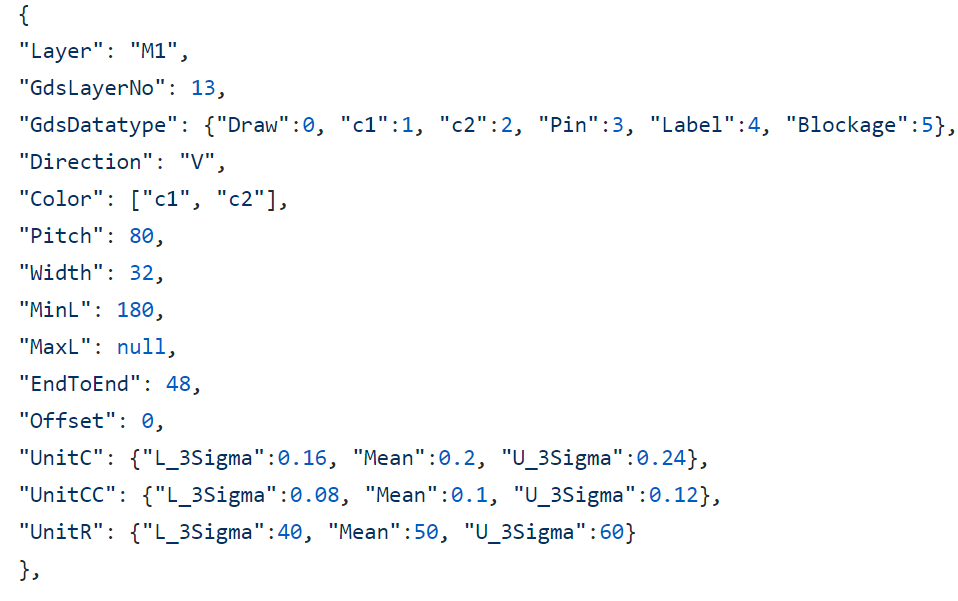 {
"Layer": "M1",
"GdsLayerNo": 13,
"GdsDatatype": {"Draw":0, "c1":1, "c2":2, "Pin":3, "Label":4, "Blockage":5},
"Direction": "V",
"Color": ["c1", "c2"],
"Pitch": 80,
"Width": 32,
"MinL": 180,
"MaxL": null,
"EndToEnd": 48,
"Offset": 0,
"UnitC": {"L_3Sigma":0.16, "Mean":0.2, "U_3Sigma":0.24},
"UnitCC": {"L_3Sigma":0.08, "Mean":0.1, "U_3Sigma":0.12},
"UnitR": {"L_3Sigma":40, "Mean":50, "U_3Sigma":60}
},